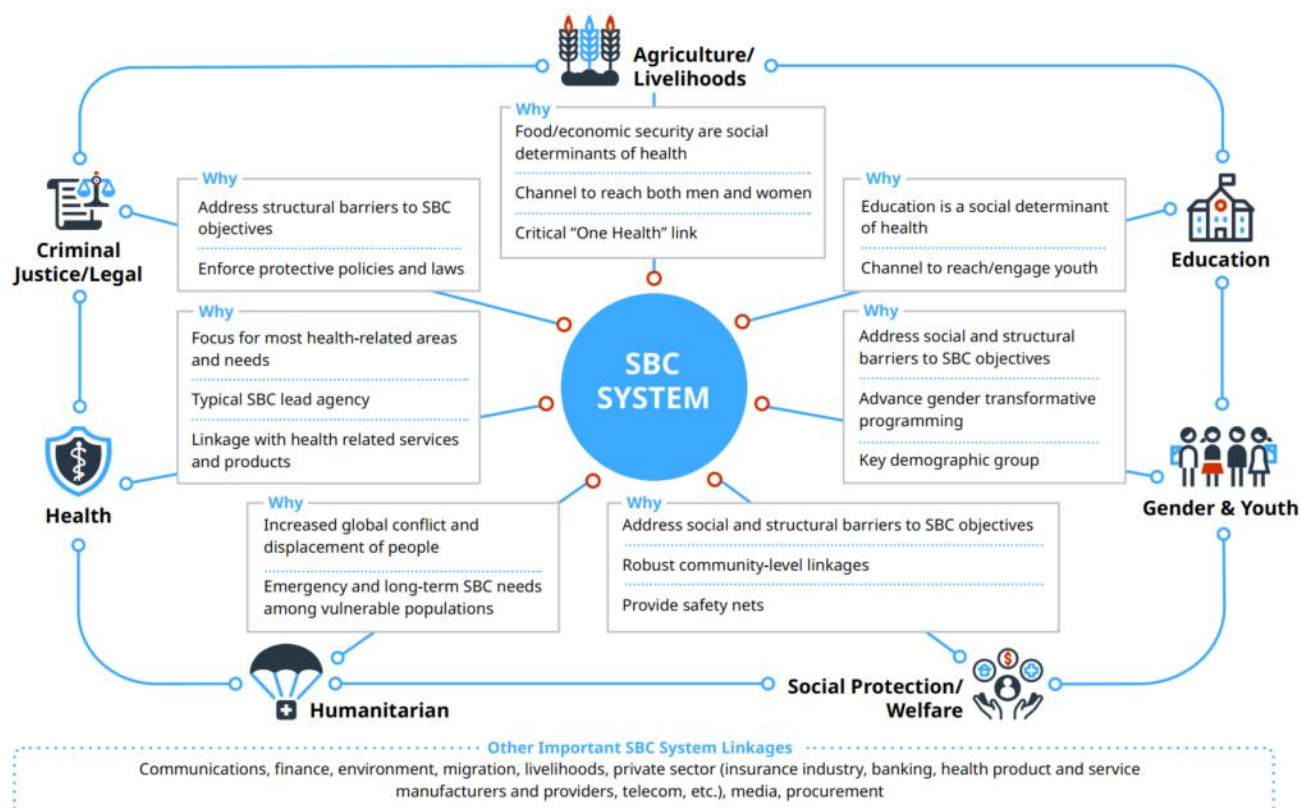 Agriculture/
Livelihoods
Why
Food/economic security are social
determinants of health
Channel to reach both men and women
Critical “One Health” link
Criminal
Justice/Legal
Why
Address structural barriers to SBC
objectives
Enforce protective policies and laws
Why
Education is a social determinant
of health
Channel to reach/engage youth
Education
SBC
SYSTEM
Health
Why
Focus for most health-related areas
and needs
Typical SBC lead agency
Linkage with health related services
and products
Why
Address social and structural
barriers to SBC objectives
Advance gender transformative
programming
Key demographic group
Gender & Youth
Why
Increased global conflict and
displacement of people
Emergency and long-term SBC needs
among vulnerable populations
Humanitarian
Why
Address social and structural barriers to SBC objectives
Robust community-level linkages
Provide safety nets
$
Social Protection/
Welfare
Other Important SBC System Linkages
Communications, finance, environment, migration, livelihoods, private sector (insurance industry, banking, health product and service
manufacturers and providers, telecom, etc.), media, procurement